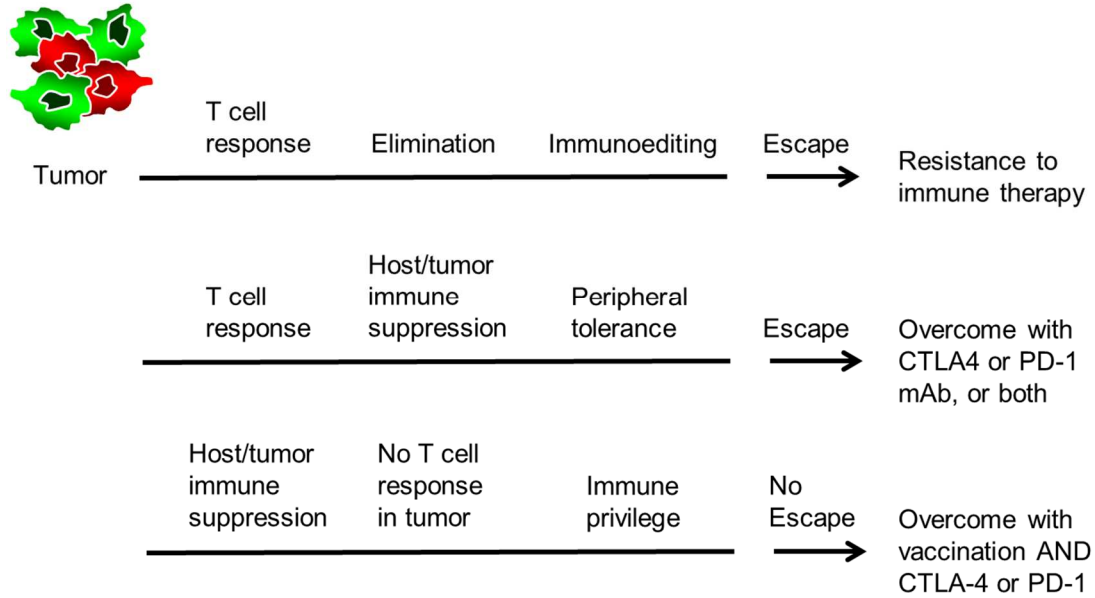 T cell
response
Elimination
Immunoediting
Escape
Tumor
Resistance to
immune therapy
T cell
response
Host/tumor
immune
suppression
Peripheral
tolerance
Escape
Overcome with
CTLA4 or PD-1
mAb, or both
Host/tumor
immune
suppression
No T cell
response
in tumor
Immune
privilege
No
Escape
Overcome with
vaccination AND
CTLA-4 or PD-1